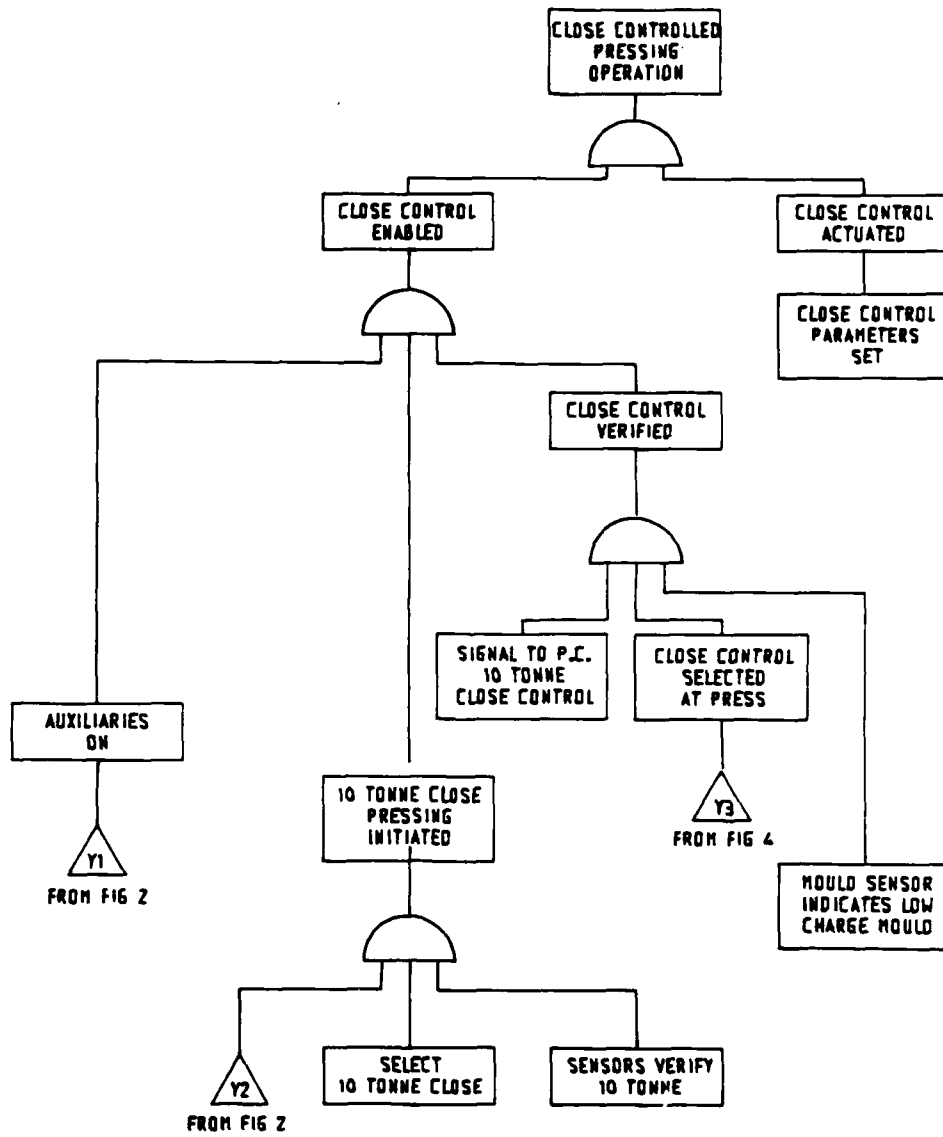 CLOSE CONTROLLED
PRESSING
OPERATION
CLOSE CONTROL
ENABLED
CLOSE CONTROL
ACTUATED
CLOSE CONTROL
PARAMETERS
SET
CLOSE CONTROL
VERIFIED
SIGNAL TO P.C.
10 TONNE
CLOSE CONTROL
CLOSE CONTROL
SELECTED
AT PRESS
AUXILIARIES
ON
10 TONNE CLOSE
PRESSING
INITIATED
Y3
FROM FIG 4
Y1
FROM FIG 2
MOULD SENSOR
INDICATES LOW
CHARGE MOULD
Y2
FROM FIG 2
SELECT
10 TONNE CLOSE
SENSORS VERIFY
10 TONNE